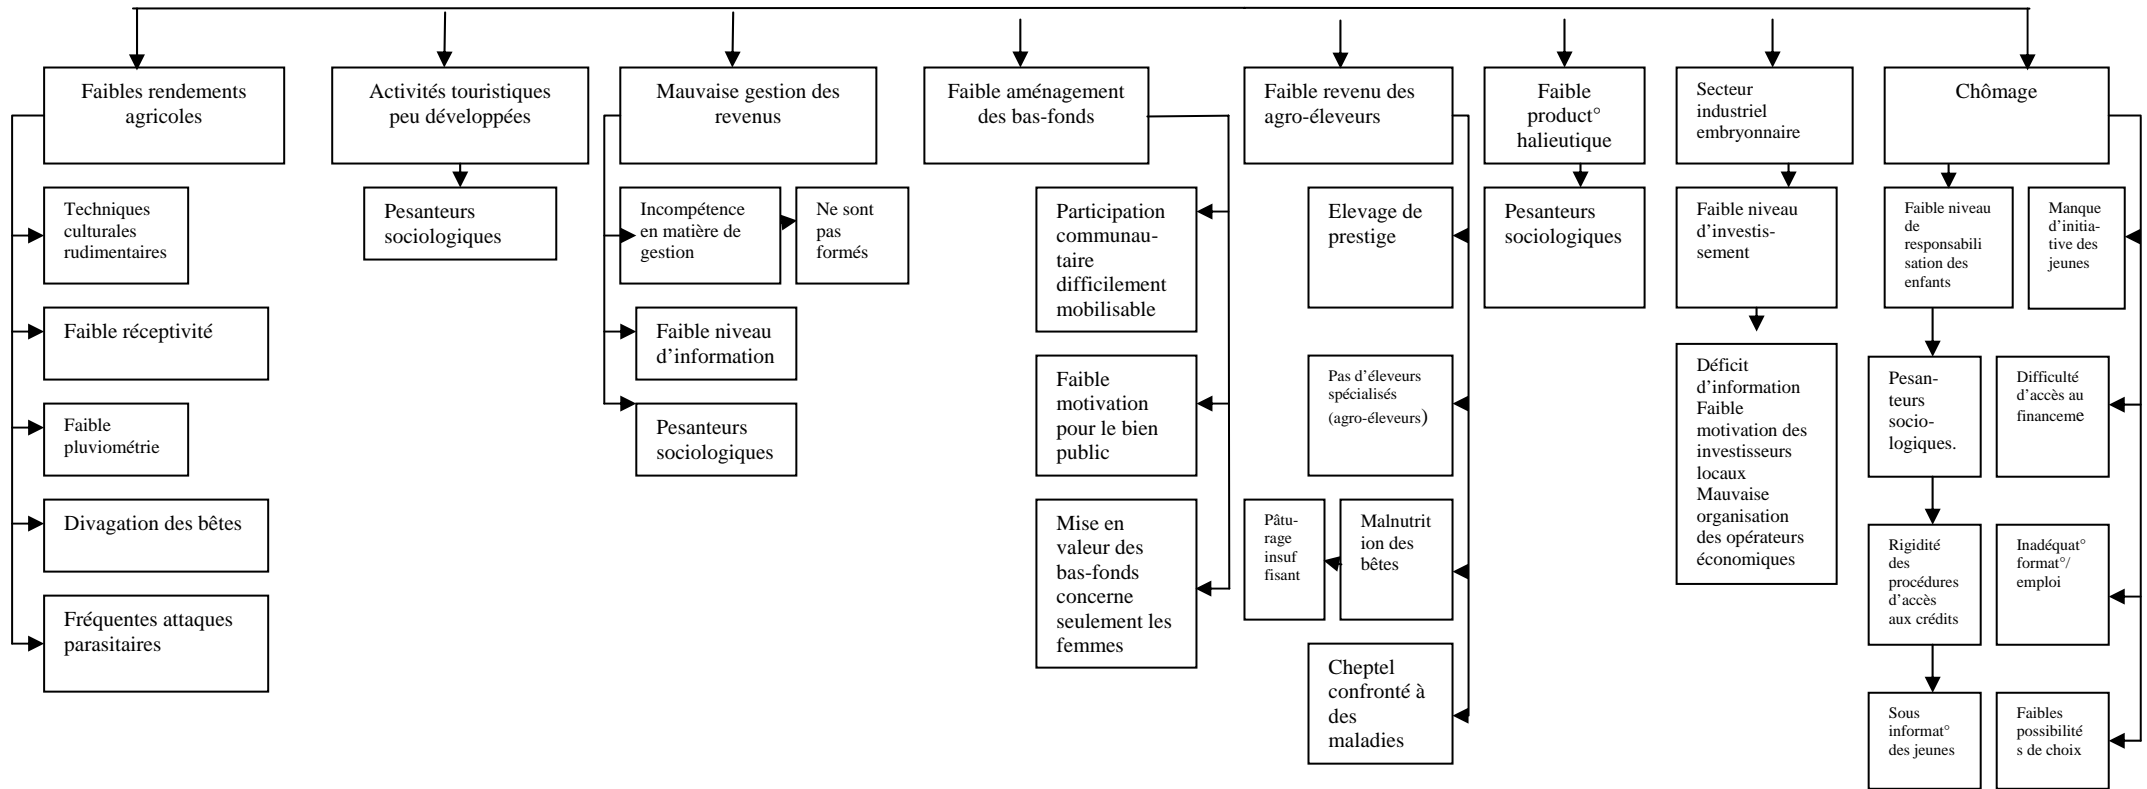 Faibles rendements
agricoles
Activités touristiques
peu développées
Mauvaise gestion des
revenus
Faible aménagement
des bas-fonds
Faible revenu des
agro-éleveurs
Faible
product°
halieutique
Secteur
industriel
embryonnaire
Chômage
Techniques
culturales
rudimentaires
Faible réceptivité
Faible
pluviométrie
Divagation des bêtes
Fréquentes attaques
parasitaires
Pesanteurs
sociologiques
Incompétence
en matière de
gestion
Ne sont
pas
formés
Faible niveau
d’information
Pesanteurs
sociologiques
Participation
communau-
taire
difficilement
mobilisable
Faible
motivation
pour le bien
public
Mise en
valeur des
bas-fonds
concerne
seulement les
femmes
Elevage de
prestige
Pas d’éleveurs
spécialisés
(agro-éleveurs)
Pâtu-
rage
insuf
fisant
Malnutrit
ion des
bêtes
Cheptel
confronté à
des
maladies
Pesanteurs
sociologiques
Faible niveau
d’investis-
sement
Déficit
d’information
Faible
motivation des
investisseurs
locaux
Mauvaise
organisation
des opérateurs
économiques
Faible niveau
de
responsabili
sation des
enfants
Manque
d’initia-
tive des
jeunes
Pesan-
teurs
socio-
logiques.
Difficulté
d’accès au
financeme
Rigidité
des
procédures
d’accès
aux crédits
Inadéquat°
format°/
emploi
Sous
informat°
des jeunes
Faibles
possibilité
s de choix